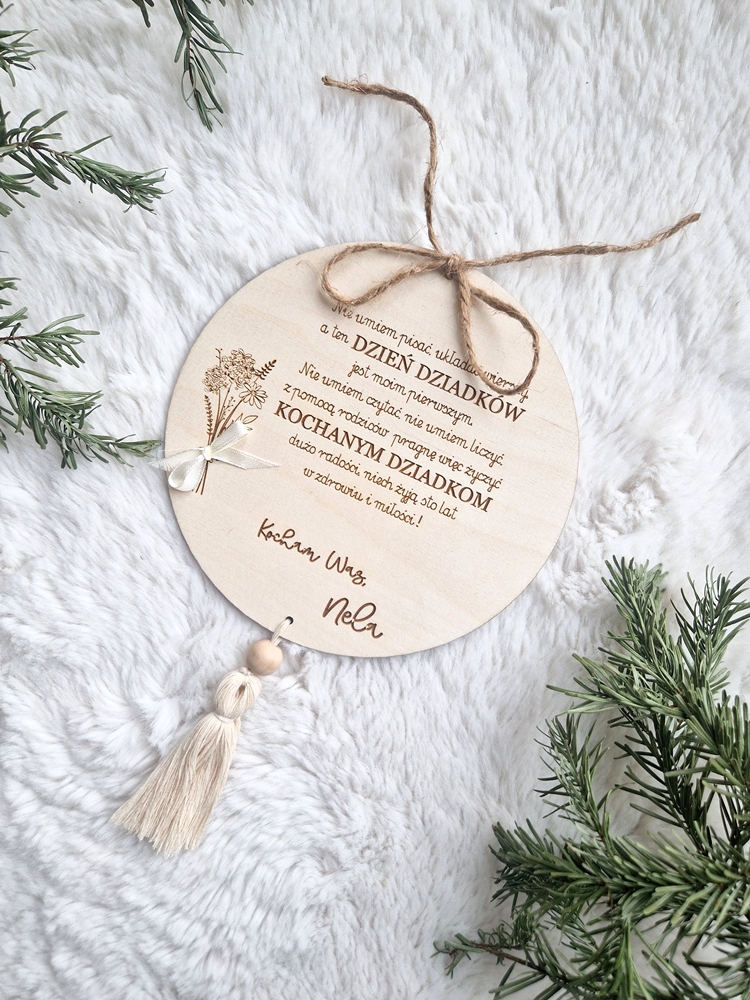 Nie umiem pisać, układać wierszy
a ten DZIEŃ DZIADKÓW
jest moim pierwszym.
Nie umiem czytać, nie umiem liczyć,
z pomocą rodziców pragnę więc życzyć
KOCHANYM DZIADKOM
dużo radości, niech żyją sto lat
w zdrowiu i miłości!
Kocham Was,
Nela